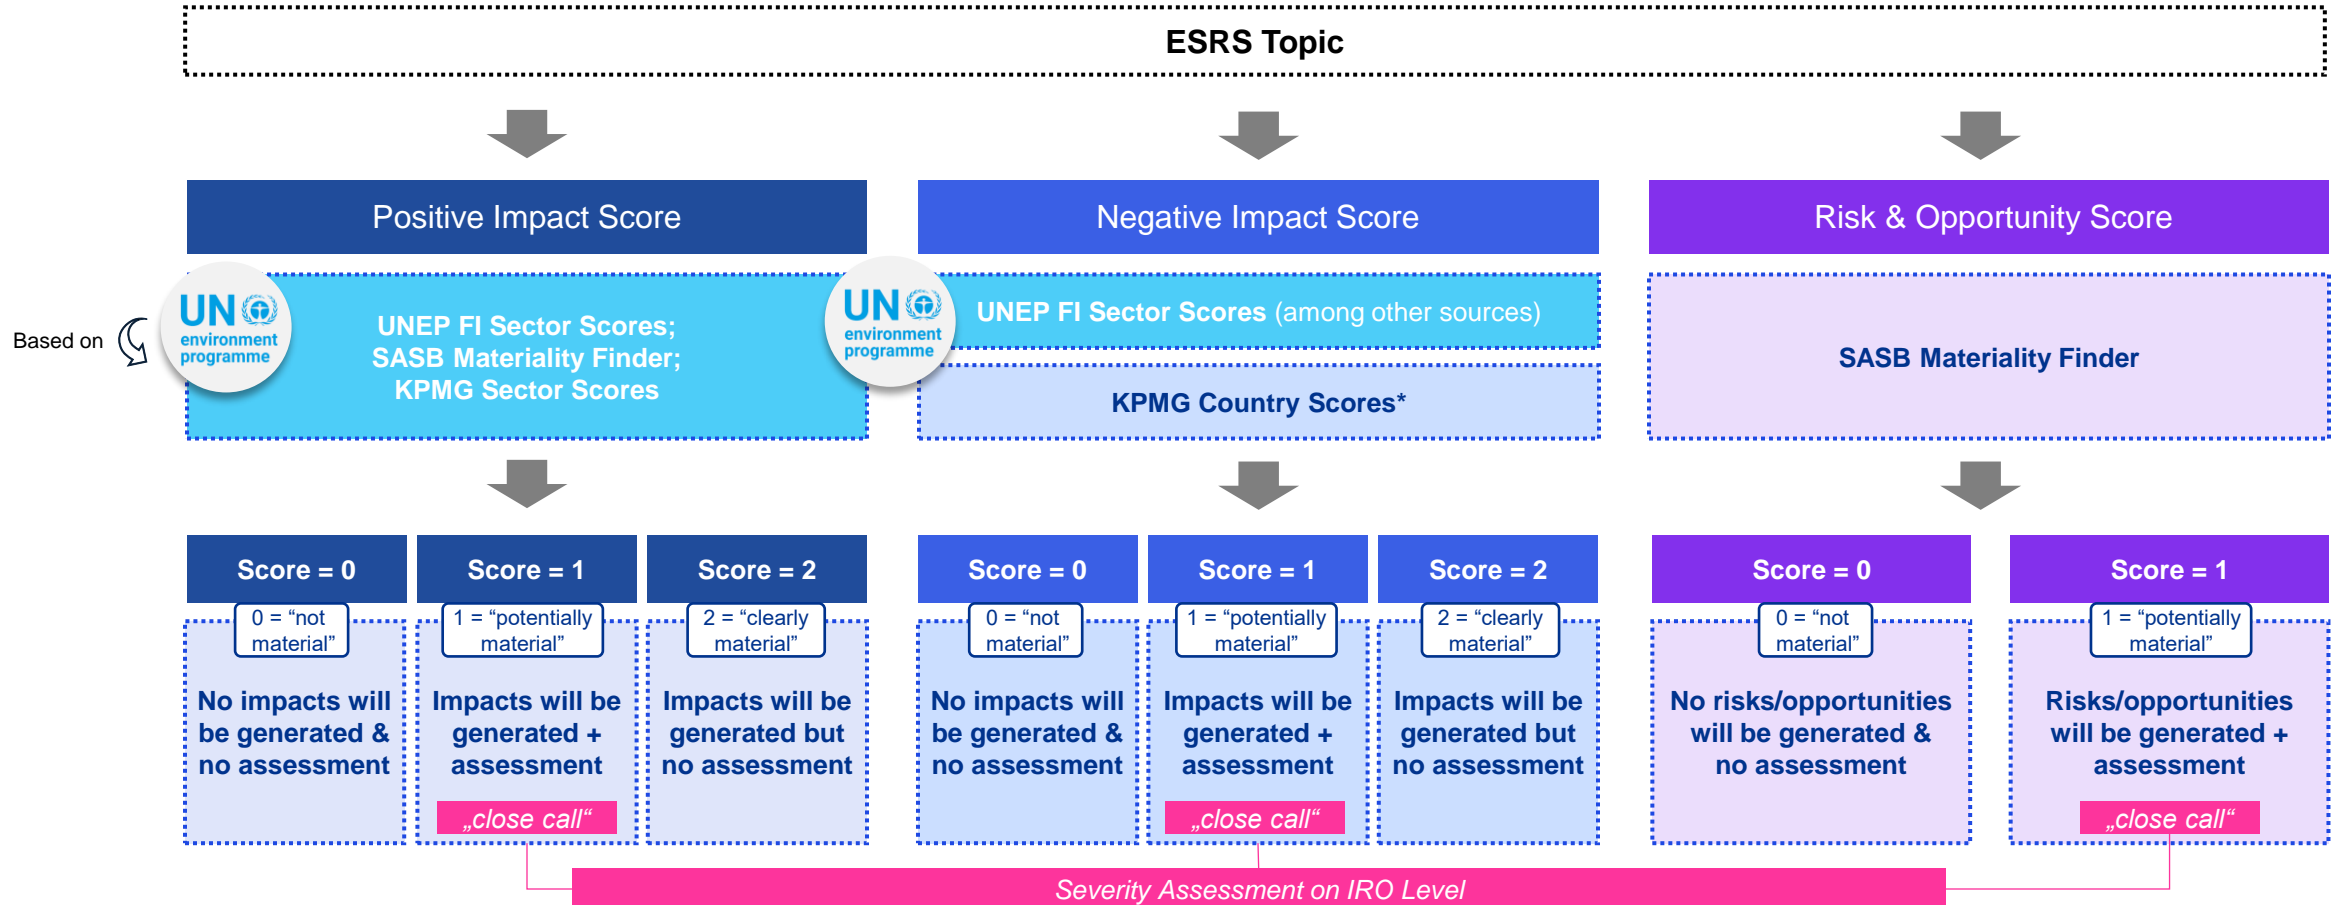 ESRS Topic
Positive Impact Score
Negative Impact Score
Risk & Opportunity Score
Based on
UN
environment
programme
UNEP FI Sector Scores;
SASB Materiality Finder;
KPMG Sector Scores
UN
environment
programme
UNEP FI Sector Scores (among other sources)
KPMG Country Scores*
SASB Materiality Finder
Score = 0
0 = “not
material”
No impacts will
be generated &
no assessment
Score = 1
1 = “potentially
material”
Impacts will be
generated +
assessment
„close call“
Score = 2
2 = “clearly
material”
Impacts will be
generated but
no assessment
Score = 0
0 = “not
material”
No impacts will
be generated &
no assessment
Score = 1
1 = “potentially
material”
Impacts will be
generated +
assessment
„close call“
Score = 2
2 = “clearly
material”
Impacts will be
generated but
no assessment
Score = 0
0 = “not
material”
No risks/opportunities
will be generated &
no assessment
Score = 1
1 = “potentially
material”
Risks/opportunities
will be generated +
assessment
„close call“
Severity Assessment on IRO Level